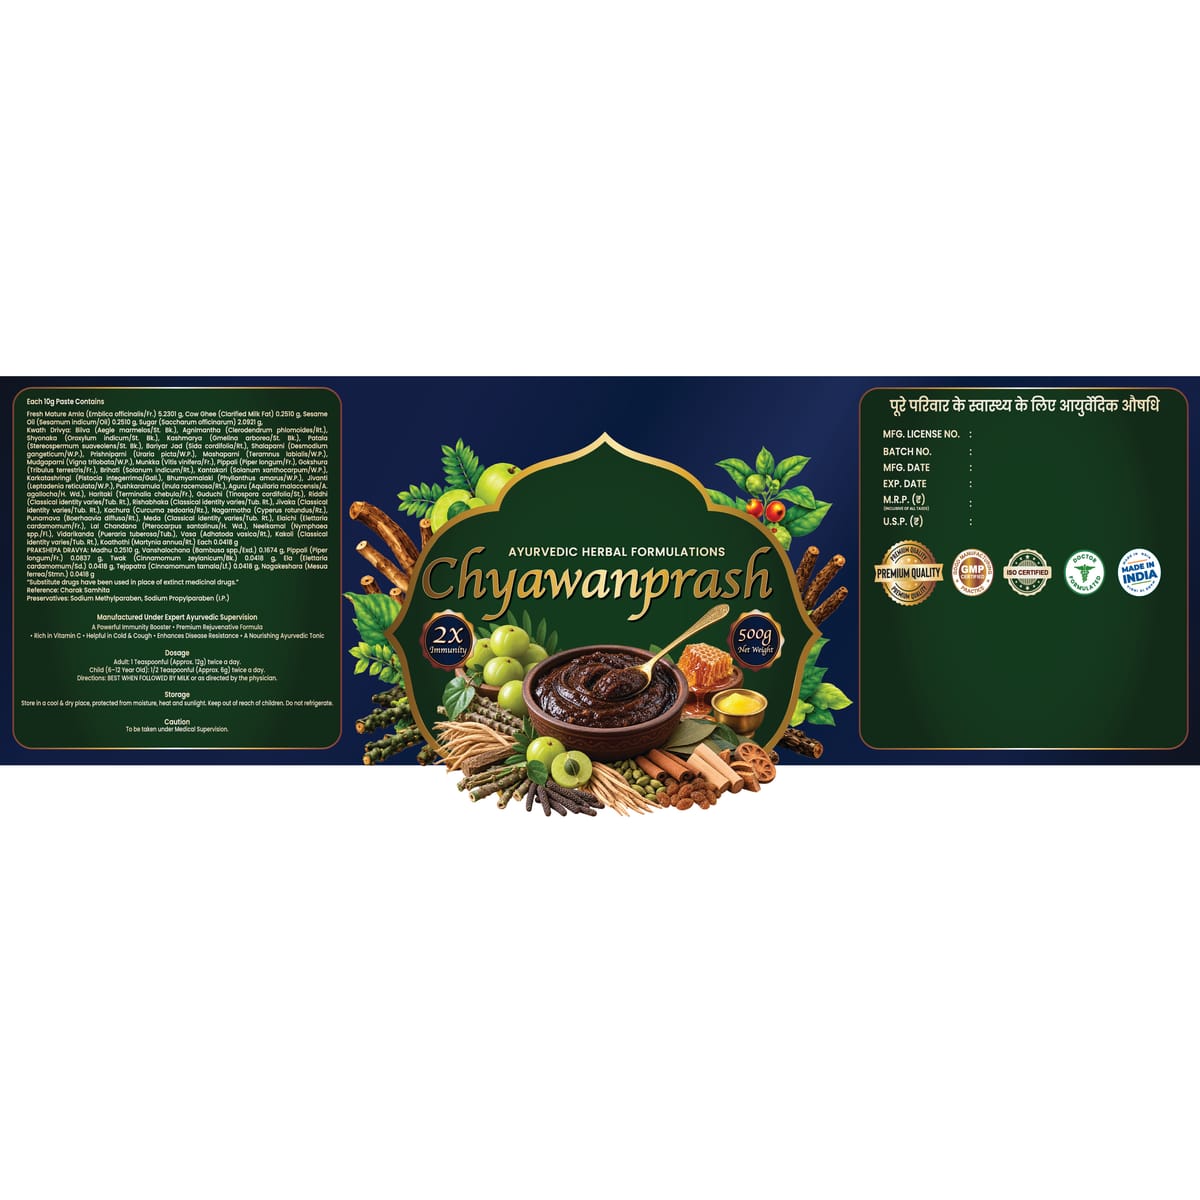 Each 10g Paste Contains
Fresh Mature Amla (Emblica officinalis/Fr.) 5.2301 g, Cow Ghee (Clarified Milk Fat) 0.2510 g, Sesame
Oil (Sesamum indicum/Oil) 0.2510 g, Sugar (Saccharum officinarum) 2.0921 g,
Kwath Drivya: Bilva (Aegle marmelos/St. Bk.), Agnimantha (Clerodendrum phlomoides/Rt.),
Shyonaka (Oroxylum indicum/St. Bk.), Kashmarya (Gmelina arborea/St. Bk.), Patala
(Stereospermum suaveolens/St. Bk.), Bariyar Jad (Sida cordifolia/Rt.), Shalaparni (Desmodium
gangeticum/W.P.), Prishniparni (Uraria picta/W.P.), Mashaparni (Teramnus labialis/W.P.),
Mudgaparni (Vigna trilobata/W.P.), Munkka (Vitis vinifera/Fr.), Pippali (Piper longum/Fr.), Gokshura
(Tribulus terrestris/Fr.), Brihati (Solanum indicum/Rt.), Kantakari (Solanum xanthocarpum/W.P.),
Karkatashringi (Pistacia integerrima/Gall.), Bhumyamalaki (Phyllanthus amarus/W.P.), Jivanti
(Leptadenia reticulata/W.P.), Pushkaramula (Inula racemosa/Rt.), Aguru (Aquilaria malaccensis/A.
agallocha/H. Wd.), Haritaki (Terminalia chebula/Fr.), Guduchi (Tinospora cordifolia/St.), Riddhi
(Classical identity varies/Tub. Rt.), Rishabhaka (Classical identity varies/Tub. Rt.), Jivaka (Classical
identity varies/Tub. Rt.), Kachura (Curcuma zedoaria/Rz.), Nagarmotha (Cyperus rotundus/Rz.),
Punarnava (Boerhaavia diffusa/Rt.), Meda (Classical identity varies/Tub. Rt.), Elaichi (Elettaria
cardamomum/Fr.), Lal Chandana (Pterocarpus santalinus/H. Wd.), Neelkamal (Nymphaea
spp./Fl.), Vidarikanda (Pueraria tuberosa/Tub.), Vasa (Adhatoda vasica/Rt.), Kakoli (Classical
identity varies/Tub. Rt.), Koathothi (Martynia annua/Rt.) Each 0.0418 g
PRAKSHEPA DRAVYA: Madhu 0.2510 g, Vanshalochana (Bambusa spp./Exd.) 0.1674 g, Pippali (Piper
longum/Fr.) 0.0837 g, Twak (Cinnamomum zeylanicum/Bk.) 0.0418 g, Ela (Elettaria
cardamomum/Sd.) 0.0418 g, Tejapatra (Cinnamomum tamala/Lf.) 0.0418 g, Nagakeshara (Mesua
ferrea/Stmn.) 0.0418 g
"Substitute drugs have been used in place of extinct medicinal drugs."
Reference: Charak Samhita
Preservatives: Sodium Methylparaben, Sodium Propylparaben (I.P.)
Manufactured Under Expert Ayurvedic Supervision
A Powerful Immunity Booster • Premium Rejuvenative Formula
• Rich in Vitamin C • Helpful in Cold & Cough • Enhances Disease Resistance • A Nourishing Ayurvedic Tonic
Dosage
Adult: 1 Teaspoonful (Approx. 12g) twice a day.
Child (6–12 Year Old): 1/2 Teaspoonful (Approx. 6g) twice a day.
Directions: BEST WHEN FOLLOWED BY MILK or as directed by the physician.
Storage
Store in a cool & dry place, protected from moisture, heat and sunlight. Keep out of reach of children. Do not refrigerate.
Caution
To be taken under Medical Supervision.
AYURVEDIC HERBAL FORMULATIONS
Chyawanprash
2X
Immunity
500g
Net Weight
पूरे परिवार के स्वास्थ्य के लिए आयुर्वेदिक औषधि
MFG. LICENSE NO. :
BATCH NO. :
MFG. DATE :
EXP. DATE :
M.R.P. (₹) :
(INCLUSIVE OF ALL TAXES)
U.S.P. (₹) :
PREMIUM QUALITY
PREMIUM QUALITY
PREMIUM QUALITY
GOOD MANUFACTURING
GMP
CERTIFIED
PRACTICE
ISO CERTIFIED
DOCTOR
FORMULATED
MADE IN INDIA
MADE IN
INDIA